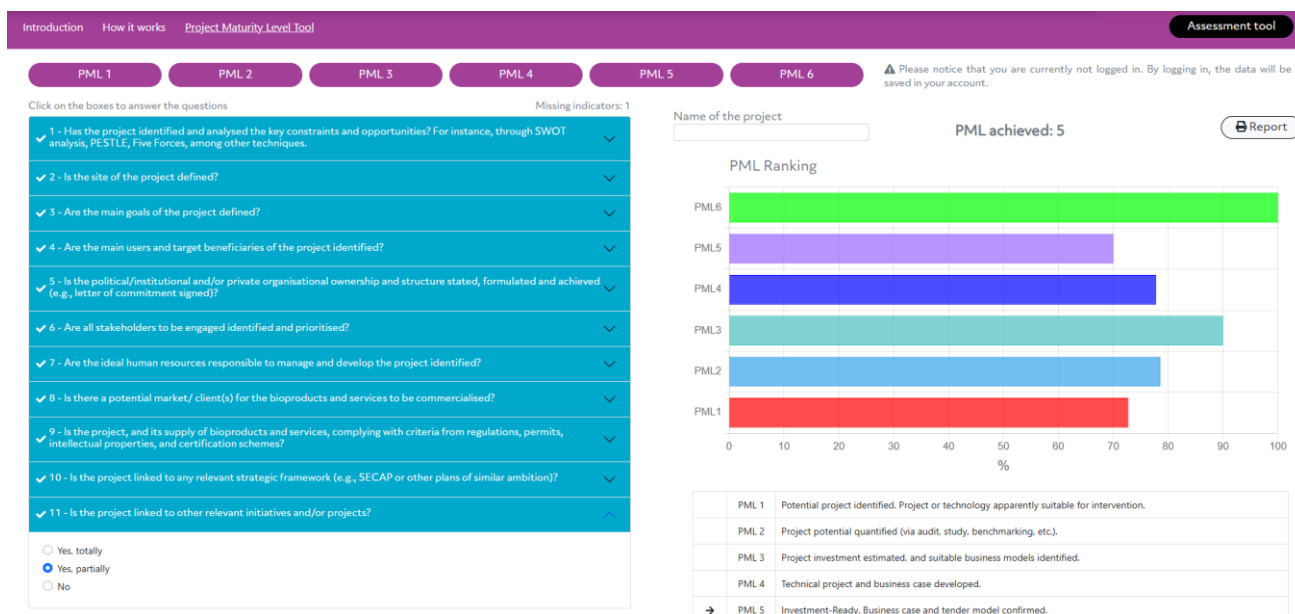 Introduction How it works Project Maturity Level Tool Assessment tool
PML 1 PML 2 PML 3 PML 4 PML 5 PML 6
Please notice that you are currently not logged in. By logging in, the data will be
saved in your account.
Click on the boxes to answer the questions Missing indicators: 1
1 - Has the project identified and analysed the key constraints and opportunities? For instance, through SWOT
analysis, PESTLE, Five Forces, among other techniques.
2 - Is the site of the project defined?
3 - Are the main goals of the project defined?
4 - Are the main users and target beneficiaries of the project identified?
5 - Is the political/institutional and/or private organisational ownership and structure stated, formulated and achieved
(e.g., letter of commitment signed)?
6 - Are all stakeholders to be engaged identified and prioritised?
7 - Are the ideal human resources responsible to manage and develop the project identified?
8 - Is there a potential market/ client(s) for the bioproducts and services to be commercialised?
9 - Is the project, and its supply of bioproducts and services, complying with criteria from regulations, permits,
intellectual properties, and certification schemes?
10 - Is the project linked to any relevant strategic framework (e.g., SECAP or other plans of similar ambition)?
11 - Is the project linked to other relevant initiatives and/or projects?
Yes, totally
Yes, partially
No
Name of the project
PML achieved: 5
Report
PML Ranking
PML6
PML5
PML4
PML3
PML2
PML1
0 10 20 30 40 50 60 70 80 90 100
%
PML 1 Potential project identified. Project or technology apparently suitable for intervention.
PML 2 Project potential quantified (via audit, study, benchmarking, etc.).
PML 3 Project investment estimated, and suitable business models identified.
PML 4 Technical project and business case developed.
→ PML 5 Investment-Ready. Business case and tender model confirmed.